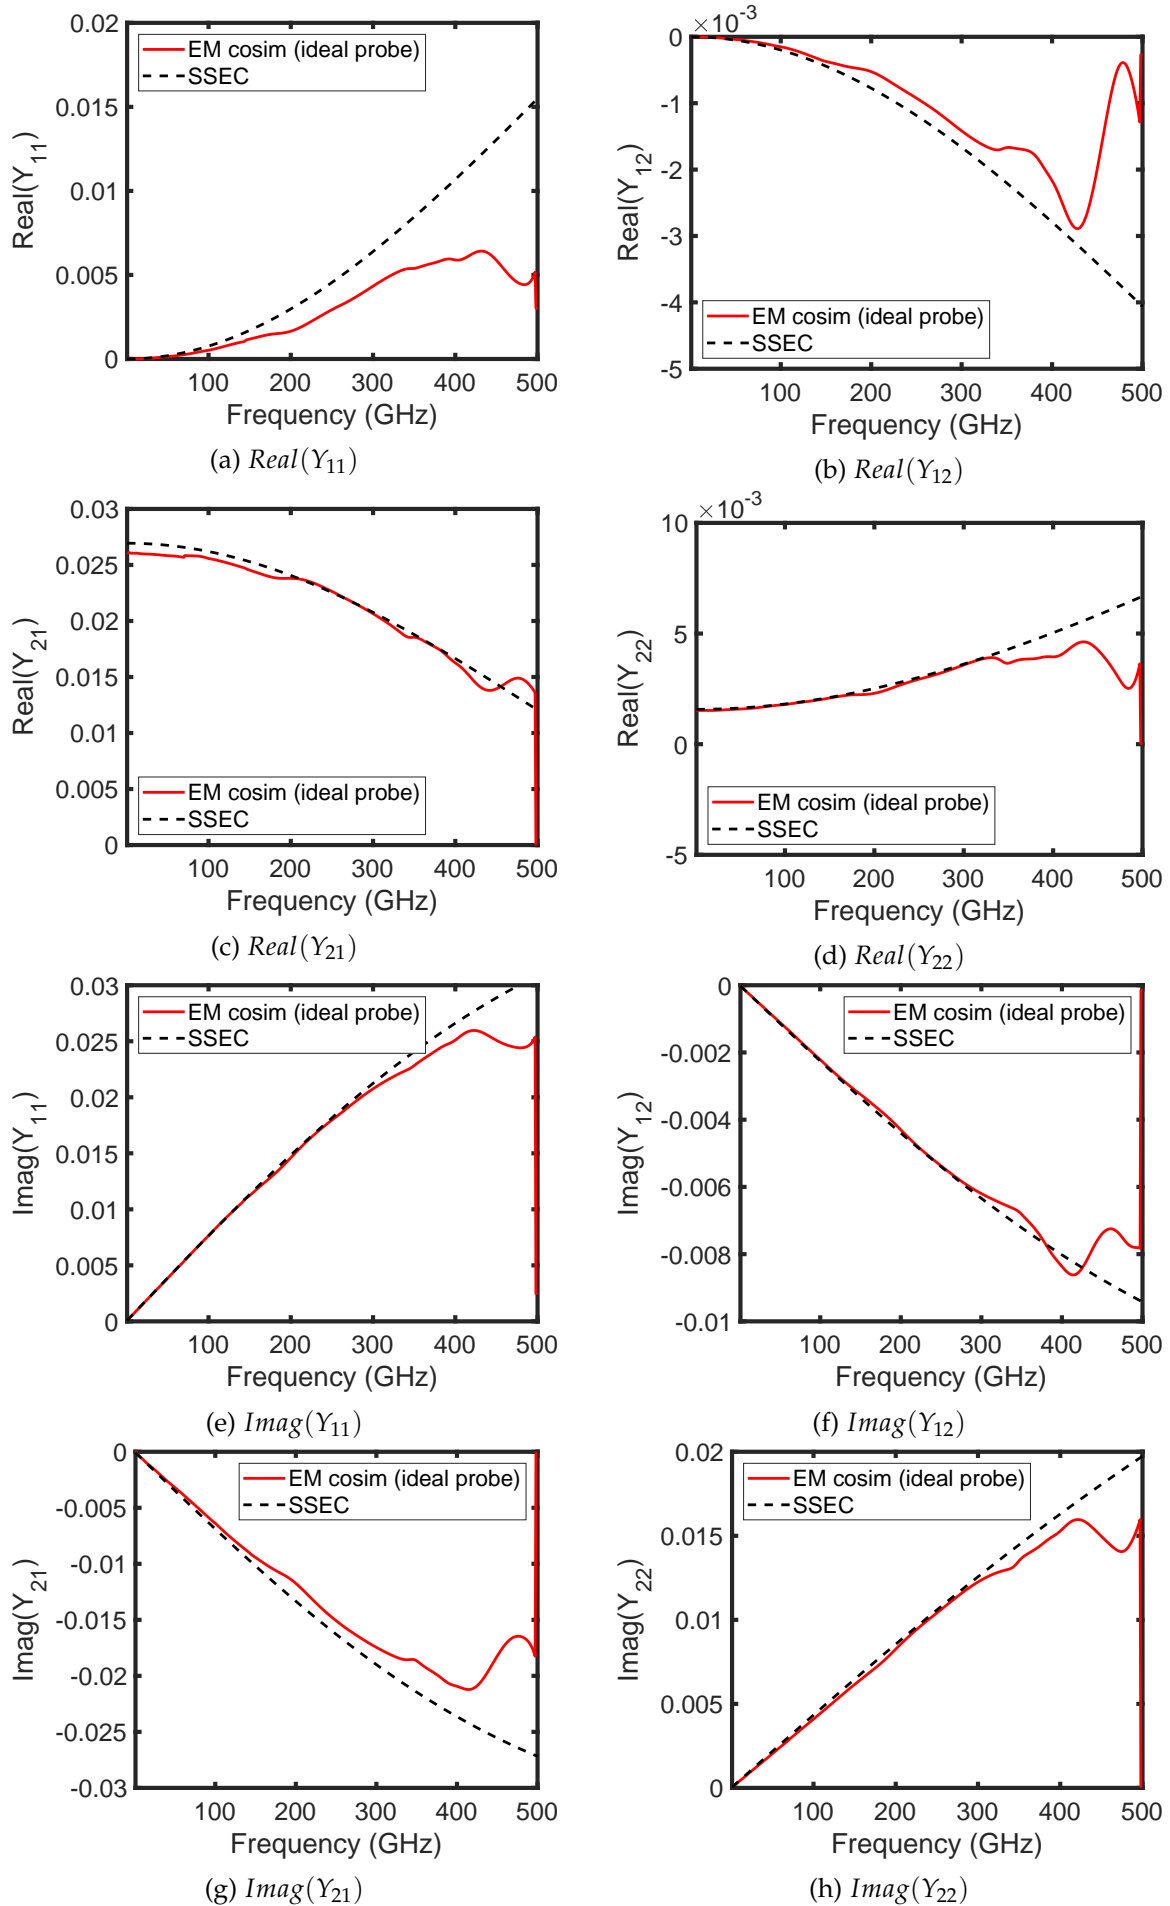 0.02
0.015
0.01
0.005
0
Real(Y11)
EM cosim (ideal probe)
SSEC
100 200 300 400 500
Frequency (GHz)
(a) Real(Y11)
×10-3
0
-1
-2
-3
-4
-5
Real(Y12)
EM cosim (ideal probe)
SSEC
100 200 300 400 500
Frequency (GHz)
(b) Real(Y12)
0.03
0.025
0.02
0.015
0.01
0.005
0
Real(Y21)
EM cosim (ideal probe)
SSEC
100 200 300 400 500
Frequency (GHz)
(c) Real(Y21)
×10-3
10
5
0
-5
Real(Y22)
EM cosim (ideal probe)
SSEC
100 200 300 400 500
Frequency (GHz)
(d) Real(Y22)
0.03
0.025
0.02
0.015
0.01
0.005
0
Imag(Y11)
EM cosim (ideal probe)
SSEC
100 200 300 400 500
Frequency (GHz)
(e) Imag(Y11)
0
-0.002
-0.004
-0.006
-0.008
-0.01
Imag(Y12)
EM cosim (ideal probe)
SSEC
100 200 300 400 500
Frequency (GHz)
(f) Imag(Y12)
0
-0.005
-0.01
-0.015
-0.02
-0.025
-0.03
Imag(Y21)
EM cosim (ideal probe)
SSEC
100 200 300 400 500
Frequency (GHz)
(g) Imag(Y21)
0.02
0.015
0.01
0.005
0
Imag(Y22)
EM cosim (ideal probe)
SSEC
100 200 300 400 500
Frequency (GHz)
(h) Imag(Y22)